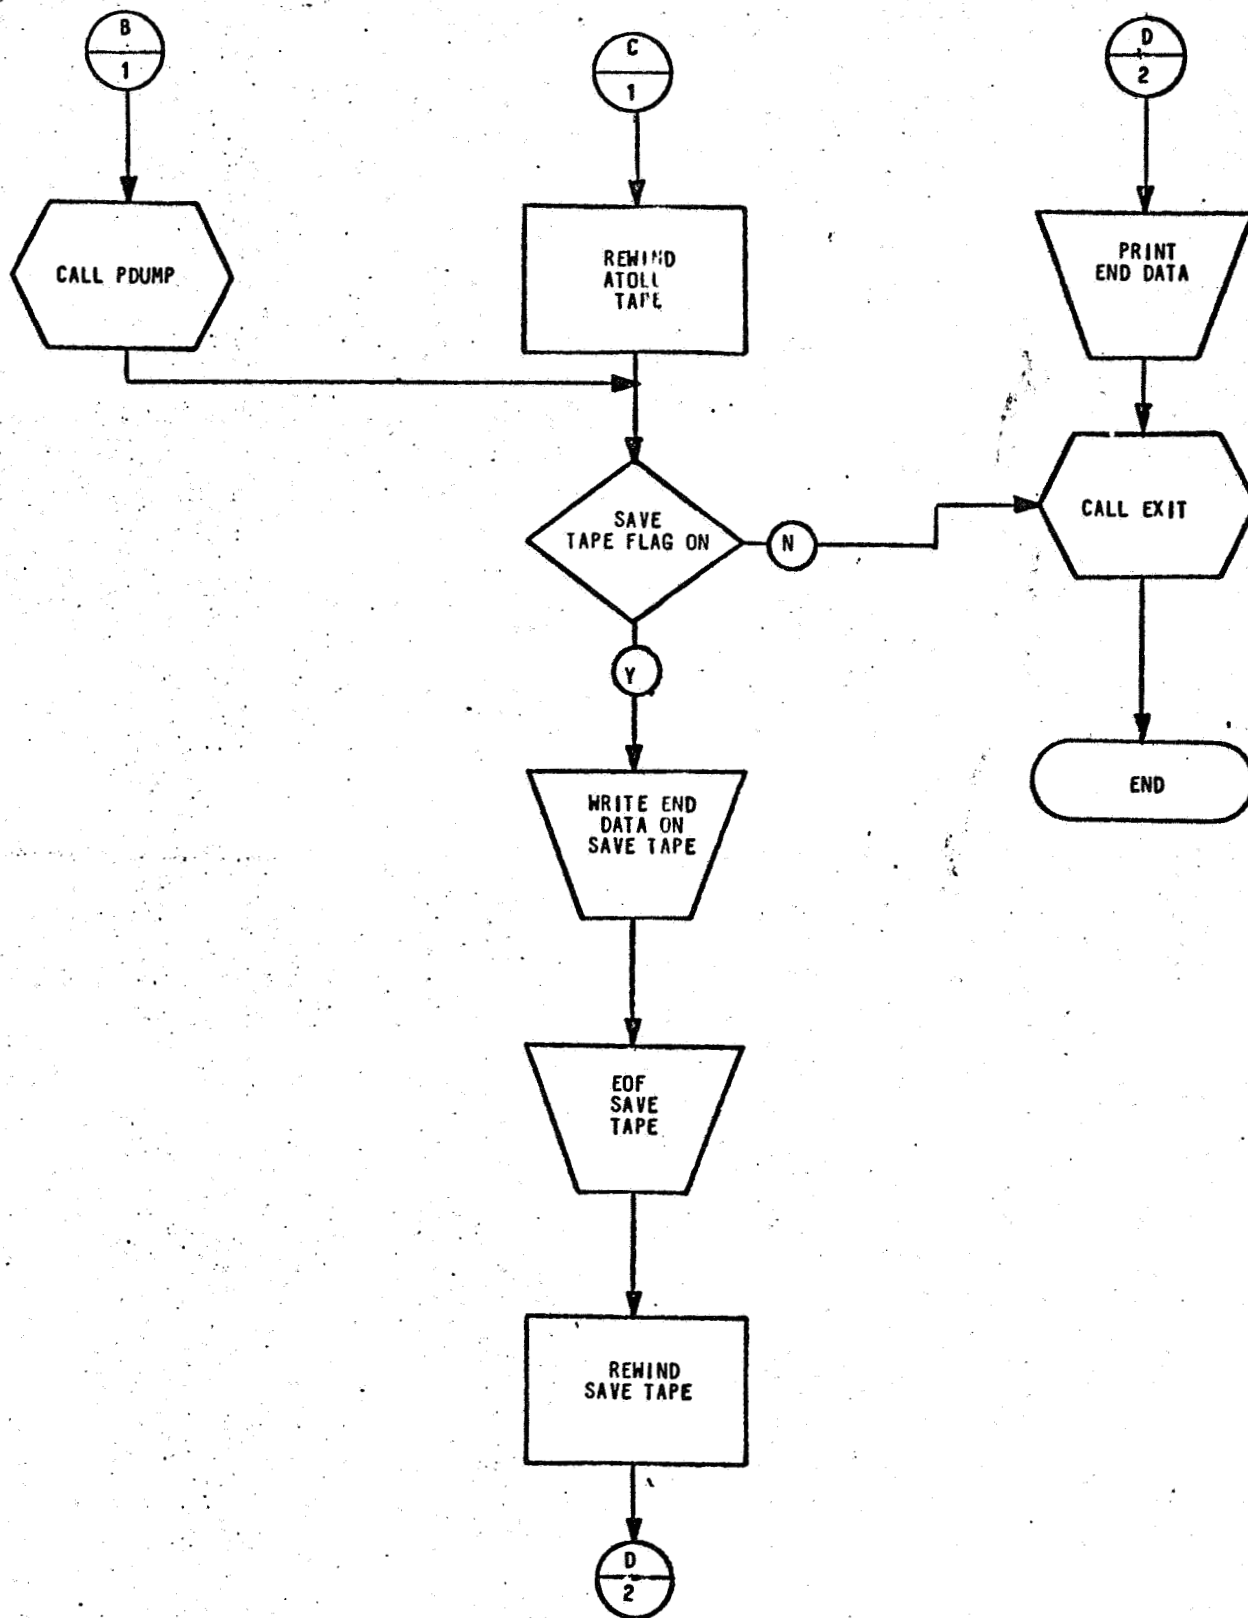 B
1
CALL PDUMP
C
1
REWIND
ATOLL
TAPE
SAVE
TAPE FLAG ON
N
Y
WRITE END
DATA ON
SAVE TAPE
EOF
SAVE
TAPE
REWIND
SAVE TAPE
D
2
D
2
PRINT
END DATA
CALL EXIT
END